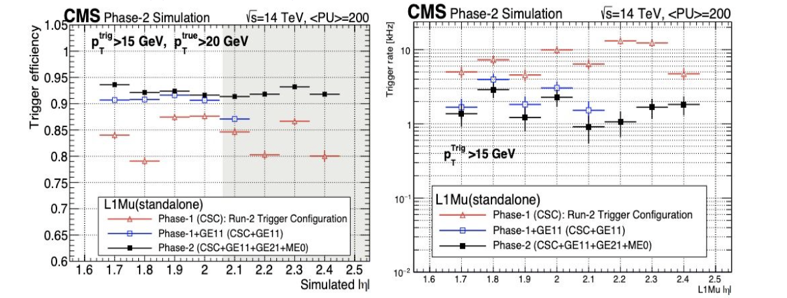 CMS Phase-2 Simulation √s=14 TeV, <PU>=200
p_T^trig>15 GeV, p_T^true>20 GeV
Trigger efficiency
1.05
1
0.95
0.9
0.85
0.8
0.75
0.7
0.65
0.6
L1Mu(standalone)
Phase-1 (CSC): Run-2 Trigger Configuration
Phase-1+GE11 (CSC+GE11)
Phase-2 (CSC+GE11+GE21+ME0)
1.6 1.7 1.8 1.9 2 2.1 2.2 2.3 2.4 2.5
Simulated |η|
CMS Phase-2 Simulation √s=14 TeV, <PU>=200
Trigger rate [kHz]
10
1
10⁻¹
10⁻²
p_T^Trig>15 GeV
L1Mu(standalone)
Phase-1 (CSC): Run-2 Trigger Configuration
Phase-1+GE11 (CSC+GE11)
Phase-2 (CSC+GE11+GE21+ME0)
1.6 1.7 1.8 1.9 2.0 2.1 2.2 2.3 2.4 2.5
L1Mu |η|